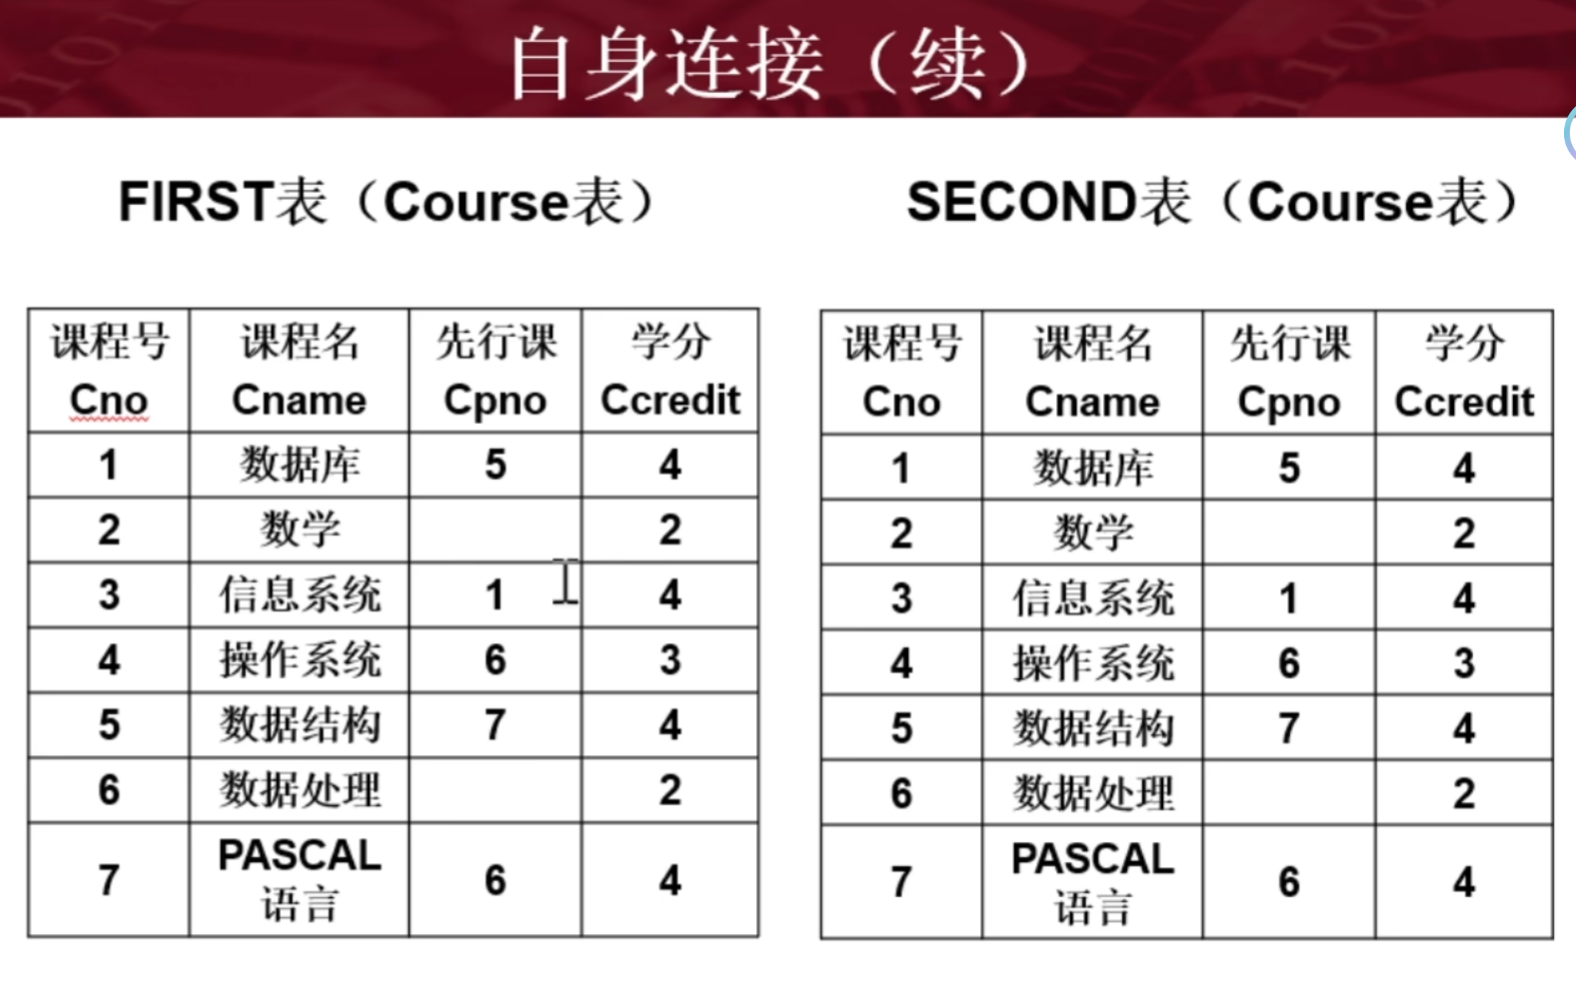 自身连接（续）
FIRST表（Course表） SECOND表（Course表）
课程号 课程名 先行课 学分
Cno Cname Cpno Ccredit
1 数据库 5 4
2 数学 2
3 信息系统 1 4
4 操作系统 6 3
5 数据结构 7 4
6 数据处理 2
7 PASCAL语言 6 4
课程号 课程名 先行课 学分
Cno Cname Cpno Ccredit
1 数据库 5 4
2 数学 2
3 信息系统 1 4
4 操作系统 6 3
5 数据结构 7 4
6 数据处理 2
7 PASCAL语言 6 4